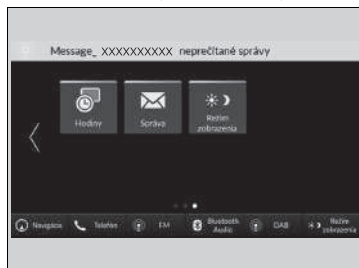 Message_ XXXXXXXXXX neprečítané správy
Hodiny
Správa
Režim
zobrazenia
Navigácia
Telefón
FM
Bluetooth
Audio
DAB
Režim
zobrazenia